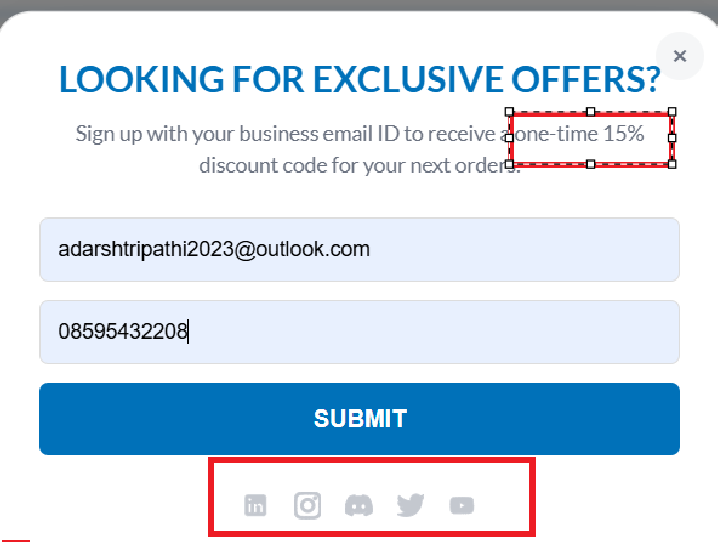 LOOKING FOR EXCLUSIVE OFFERS?
Sign up with your business email ID to receive a one-time 15%
discount code for your next orders.
adarshtripathi2023@outlook.com
08595432208
SUBMIT